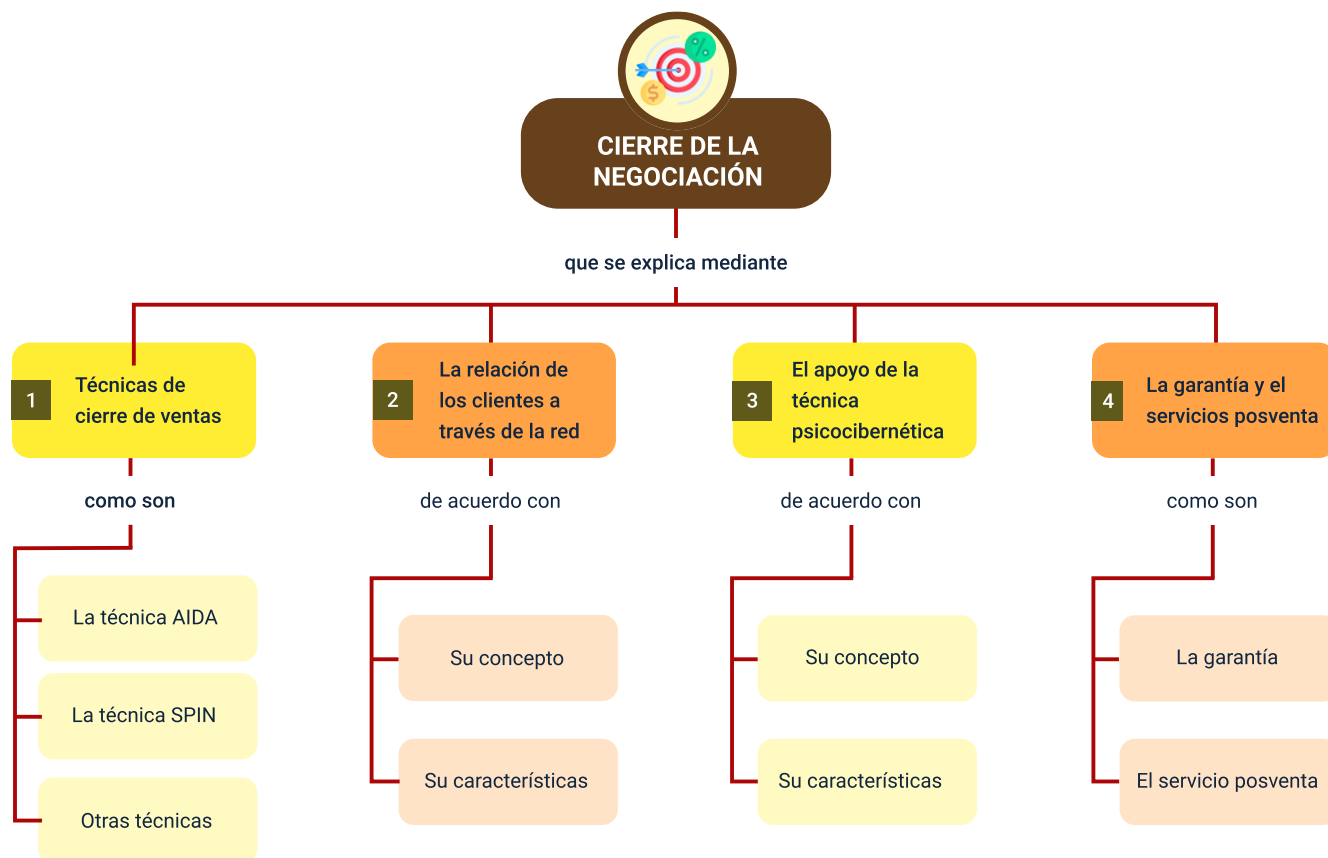 %
$
CIERRE DE LA
NEGOCIACIÓN
que se explica mediante
1
Técnicas de
cierre de ventas
como son
La técnica AIDA
La técnica SPIN
Otras técnicas
2
La relación de
los clientes a
través de la red
de acuerdo con
Su concepto
Su características
3
El apoyo de la
técnica
psicocibernética
de acuerdo con
Su concepto
Su características
4
La garantía y el
servicios posventa
como son
La garantía
El servicio posventa